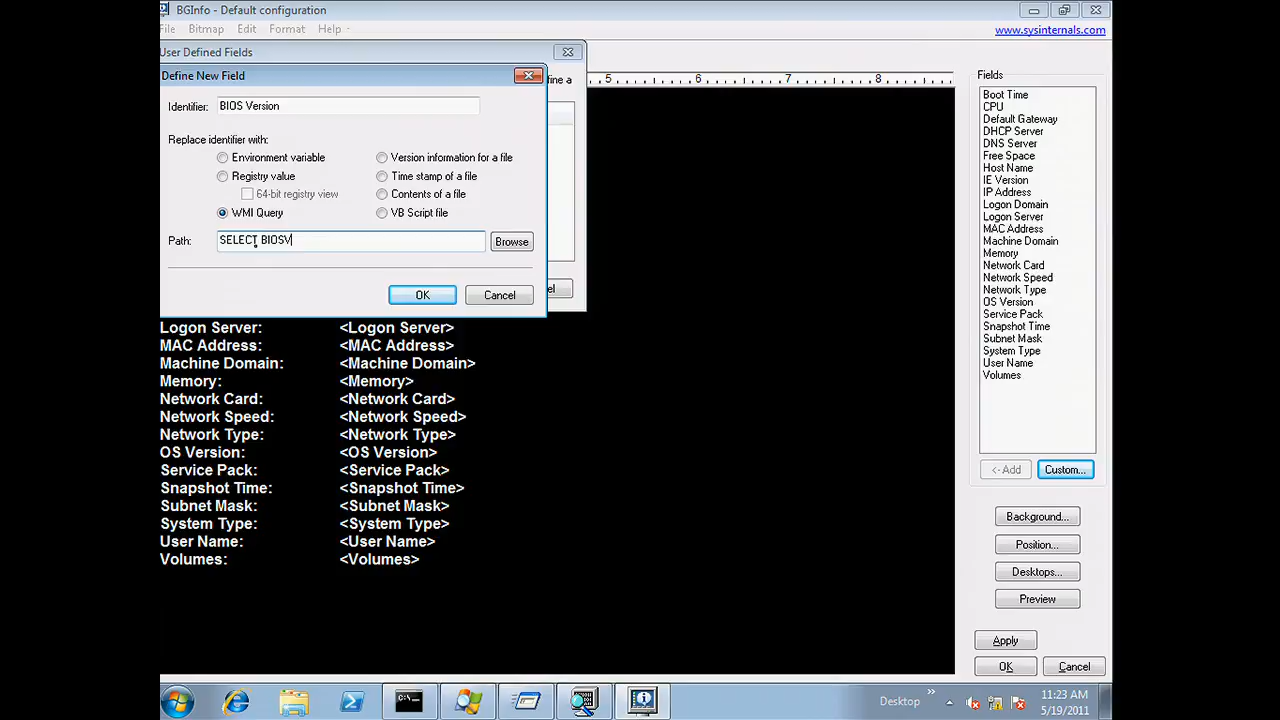 BGInfo - Default configuration
File Bitmap Edit Format Help
www.sysinternals.com
User Defined Fields
Define New Field
fine a
5 6 7 8
Identifier: BIOS Version
Replace identifier with:
Environment variable
Version information for a file
Registry value
Time stamp of a file
64-bit registry view
Contents of a file
WMI Query
VB Script file
Path: SELECT BIOSV
Browse
OK
Cancel
el
Logon Server: <Logon Server>
MAC Address: <MAC Address>
Machine Domain: <Machine Domain>
Memory: <Memory>
Network Card: <Network Card>
Network Speed: <Network Speed>
Network Type: <Network Type>
OS Version: <OS Version>
Service Pack: <Service Pack>
Snapshot Time: <Snapshot Time>
Subnet Mask: <Subnet Mask>
System Type: <System Type>
User Name: <User Name>
Volumes: <Volumes>
Fields
Boot Time
CPU
Default Gateway
DHCP Server
DNS Server
Free Space
Host Name
IE Version
IP Address
Logon Domain
Logon Server
MAC Address
Machine Domain
Memory
Network Card
Network Speed
Network Type
OS Version
Service Pack
Snapshot Time
Subnet Mask
System Type
User Name
Volumes
<- Add
Custom...
Background...
Position...
Desktops...
Preview
Apply
OK
Cancel
C:\
Desktop
11:23 AM
5/19/2011